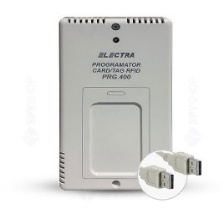 ELECTRA
PROGRAMATOR
CARD/TAG RFID
PRG.400